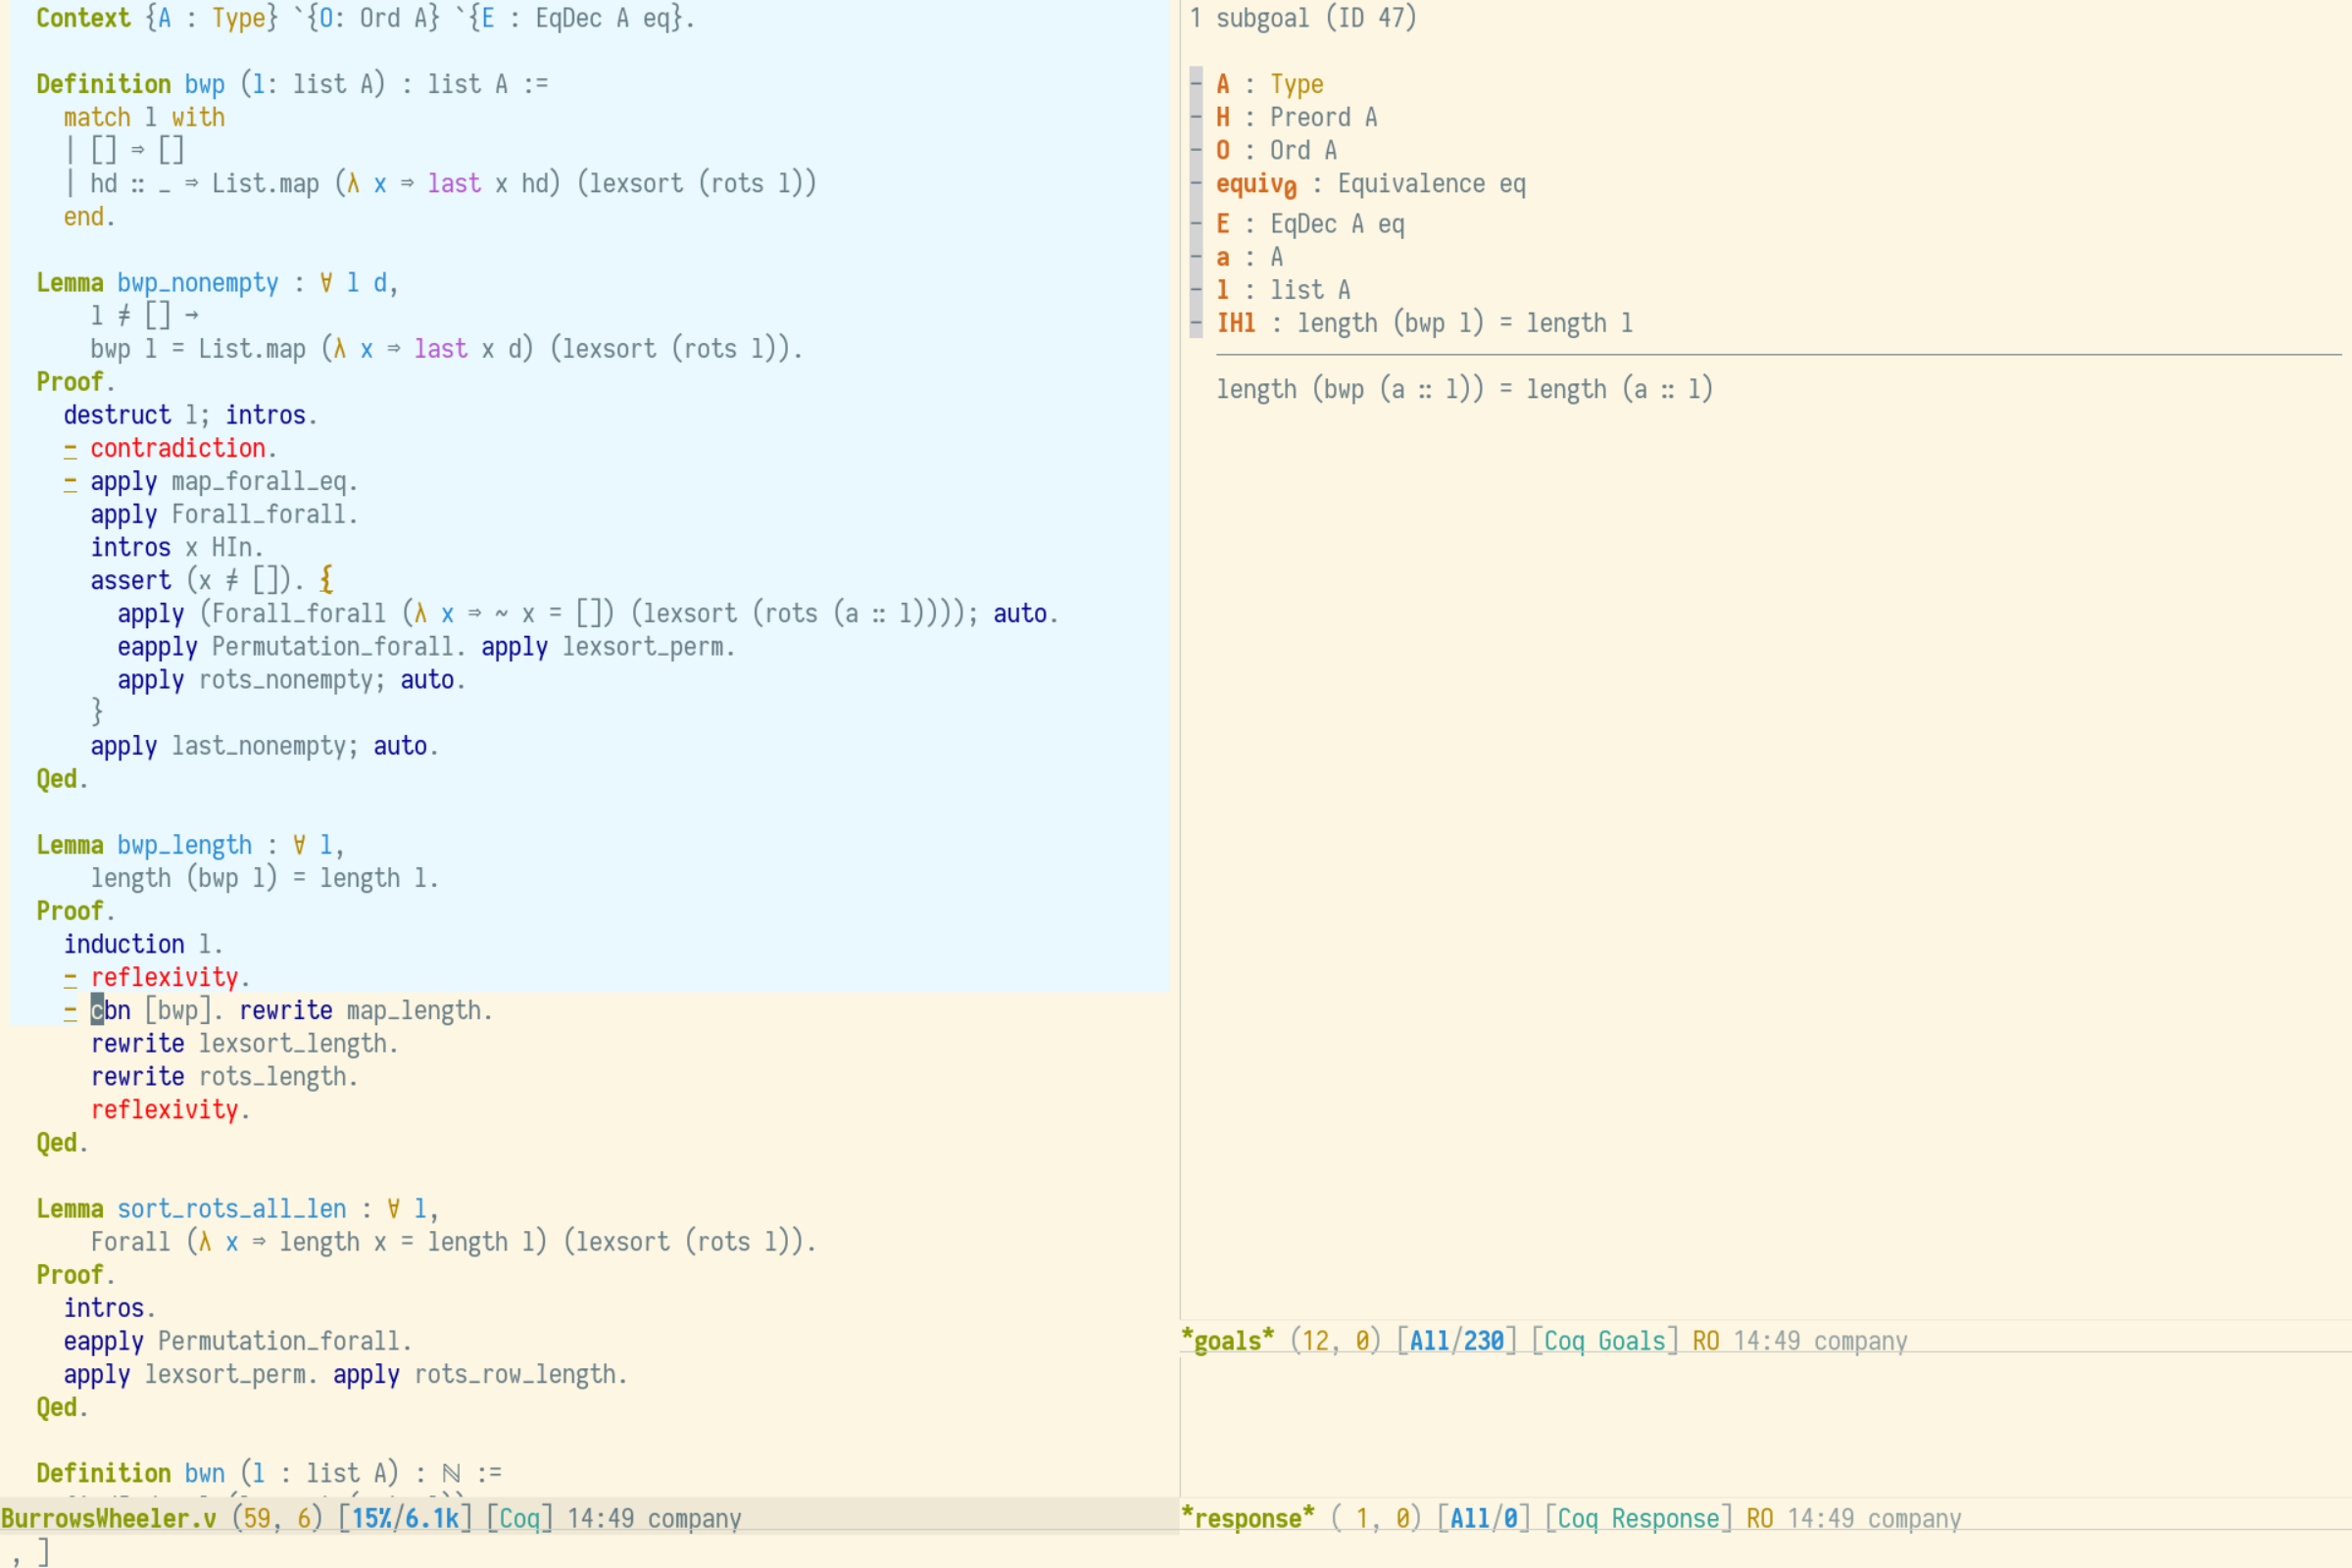 Context {A : Type} `{O: Ord A} `{E : EqDec A eq}.
Definition bwp (l: list A) : list A :=
match l with
| [] ⇒ []
| hd :: _ ⇒ List.map (λ x ⇒ last x hd) (lexsort (rots l))
end.
Lemma bwp_nonempty : ∀ l d,
l ≠ [] →
bwp l = List.map (λ x ⇒ last x d) (lexsort (rots l)).
Proof.
destruct l; intros.
- contradiction.
- apply map_forall_eq.
apply Forall_forall.
intros x HIn.
assert (x ≠ []). {
apply (Forall_forall (λ x ⇒ ~ x = []) (lexsort (rots (a :: l)))); auto.
eapply Permutation_forall. apply lexsort_perm.
apply rots_nonempty; auto.
}
apply last_nonempty; auto.
Qed.
Lemma bwp_length : ∀ l,
length (bwp l) = length l.
Proof.
induction l.
- reflexivity.
- cbn [bwp]. rewrite map_length.
rewrite lexsort_length.
rewrite rots_length.
reflexivity.
Qed.
Lemma sort_rots_all_len : ∀ l,
Forall (λ x ⇒ length x = length l) (lexsort (rots l)).
Proof.
intros.
eapply Permutation_forall.
apply lexsort_perm. apply rots_row_length.
Qed.
Definition bwn (l : list A) : ℕ :=
BurrowsWheeler.v (59, 6) [15%/6.1k] [Coq] 14:49 company
, ]
1 subgoal (ID 47)
- A : Type
- H : Preord A
- O : Ord A
- equiv₀ : Equivalence eq
- E : EqDec A eq
- a : A
- l : list A
- IHl : length (bwp l) = length l
length (bwp (a :: l)) = length (a :: l)
*goals* (12, 0) [All/230] [Coq Goals] RO 14:49 company
*response* ( 1, 0) [All/0] [Coq Response] RO 14:49 company